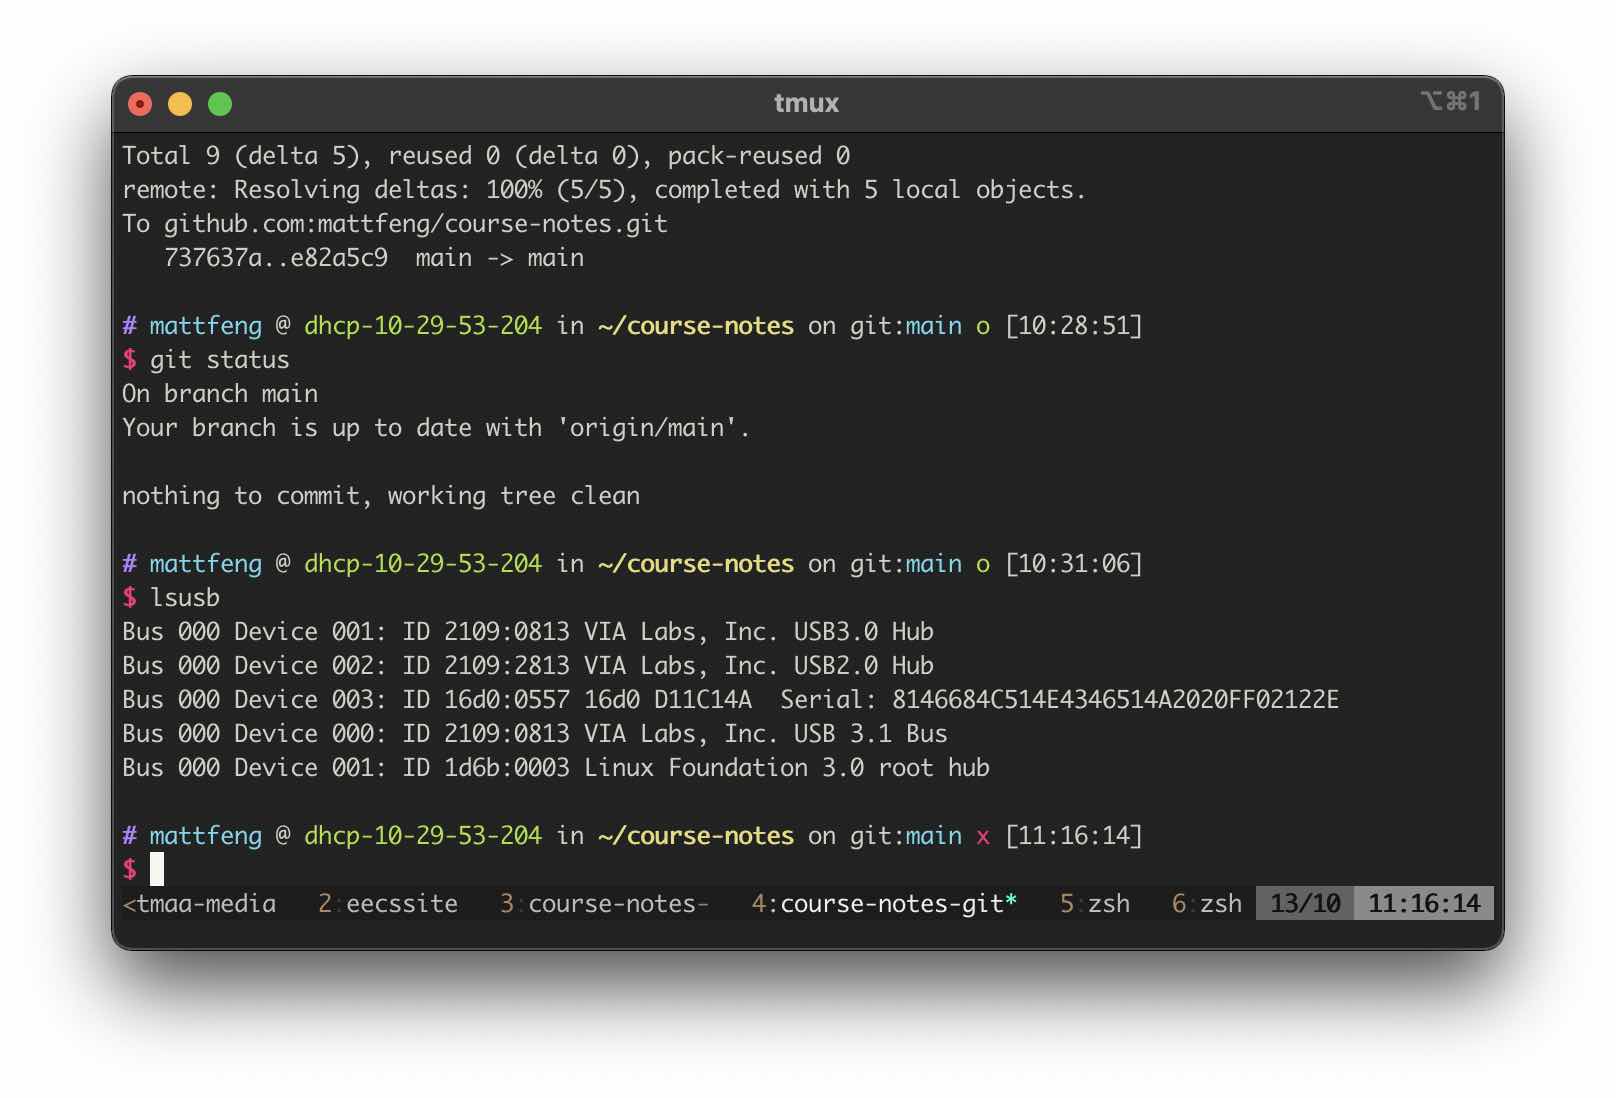 tmux
⌥⌘1
Total 9 (delta 5), reused 0 (delta 0), pack-reused 0
remote: Resolving deltas: 100% (5/5), completed with 5 local objects.
To github.com:mattfeng/course-notes.git
   737637a..e82a5c9  main -> main
# mattfeng @ dhcp-10-29-53-204 in ~/course-notes on git:main o [10:28:51]
$ git status
On branch main
Your branch is up to date with 'origin/main'.
nothing to commit, working tree clean
# mattfeng @ dhcp-10-29-53-204 in ~/course-notes on git:main o [10:31:06]
$ lsusb
Bus 000 Device 001: ID 2109:0813 VIA Labs, Inc. USB3.0 Hub
Bus 000 Device 002: ID 2109:2813 VIA Labs, Inc. USB2.0 Hub
Bus 000 Device 003: ID 16d0:0557 16d0 D11C14A  Serial: 8146684C514E4346514A2020FF02122E
Bus 000 Device 000: ID 2109:0813 VIA Labs, Inc. USB 3.1 Bus
Bus 000 Device 001: ID 1d6b:0003 Linux Foundation 3.0 root hub
# mattfeng @ dhcp-10-29-53-204 in ~/course-notes on git:main x [11:16:14]
$
<tmaa-media   2:eecssite   3:course-notes-   4:course-notes-git*   5:zsh   6:zsh  13/10  11:16:14